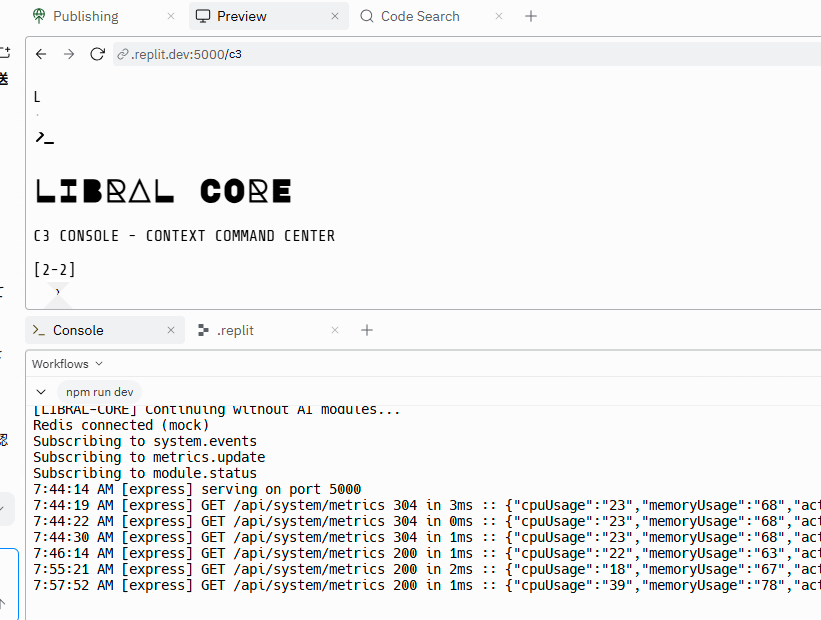 Publishing
Preview
Code Search
.replit.dev:5000/c3
送
L
>_
LIBRAL CORE
C3 CONSOLE - CONTEXT COMMAND CENTER
[2-2]
Console
.replit
Workflows
npm run dev
[LIBRAL-CORE] Continuing without AI modules...
Redis connected (mock)
Subscribing to system.events
Subscribing to metrics.update
Subscribing to module.status
7:44:14 AM [express] serving on port 5000
7:44:19 AM [express] GET /api/system/metrics 304 in 3ms :: {"cpuUsage":"23","memoryUsage":"68","act
7:44:22 AM [express] GET /api/system/metrics 304 in 0ms :: {"cpuUsage":"23","memoryUsage":"68","act
7:44:30 AM [express] GET /api/system/metrics 304 in 1ms :: {"cpuUsage":"23","memoryUsage":"68","act
7:46:14 AM [express] GET /api/system/metrics 200 in 1ms :: {"cpuUsage":"22","memoryUsage":"63","act
7:55:21 AM [express] GET /api/system/metrics 200 in 2ms :: {"cpuUsage":"18","memoryUsage":"67","act
7:57:52 AM [express] GET /api/system/metrics 200 in 1ms :: {"cpuUsage":"39","memoryUsage":"78","act